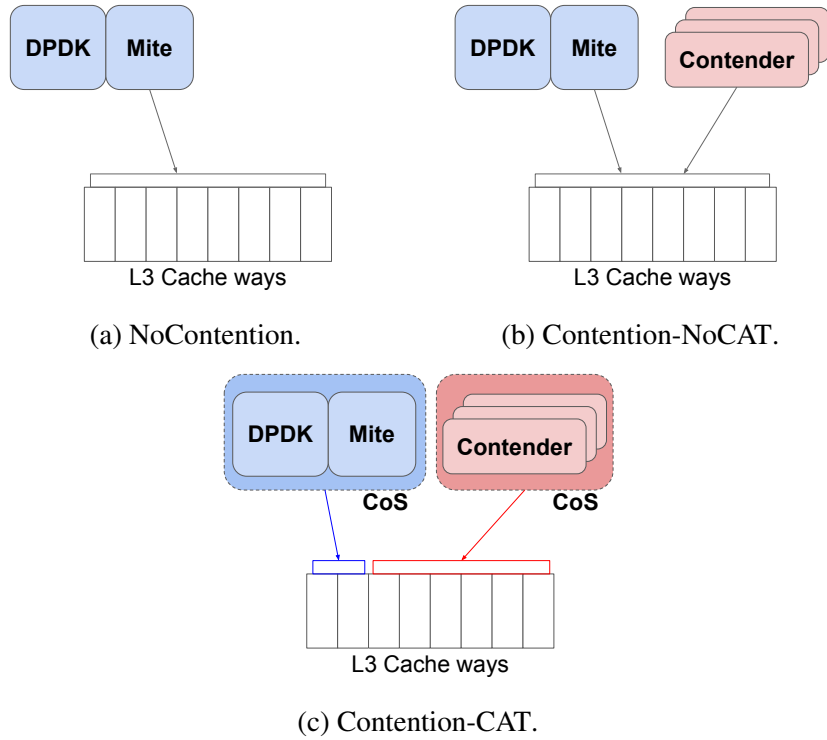 DPDK Mite
L3 Cache ways
(a) NoContention.
DPDK Mite Contender
L3 Cache ways
(b) Contention-NoCAT.
DPDK Mite Contender
CoS CoS
L3 Cache ways
(c) Contention-CAT.